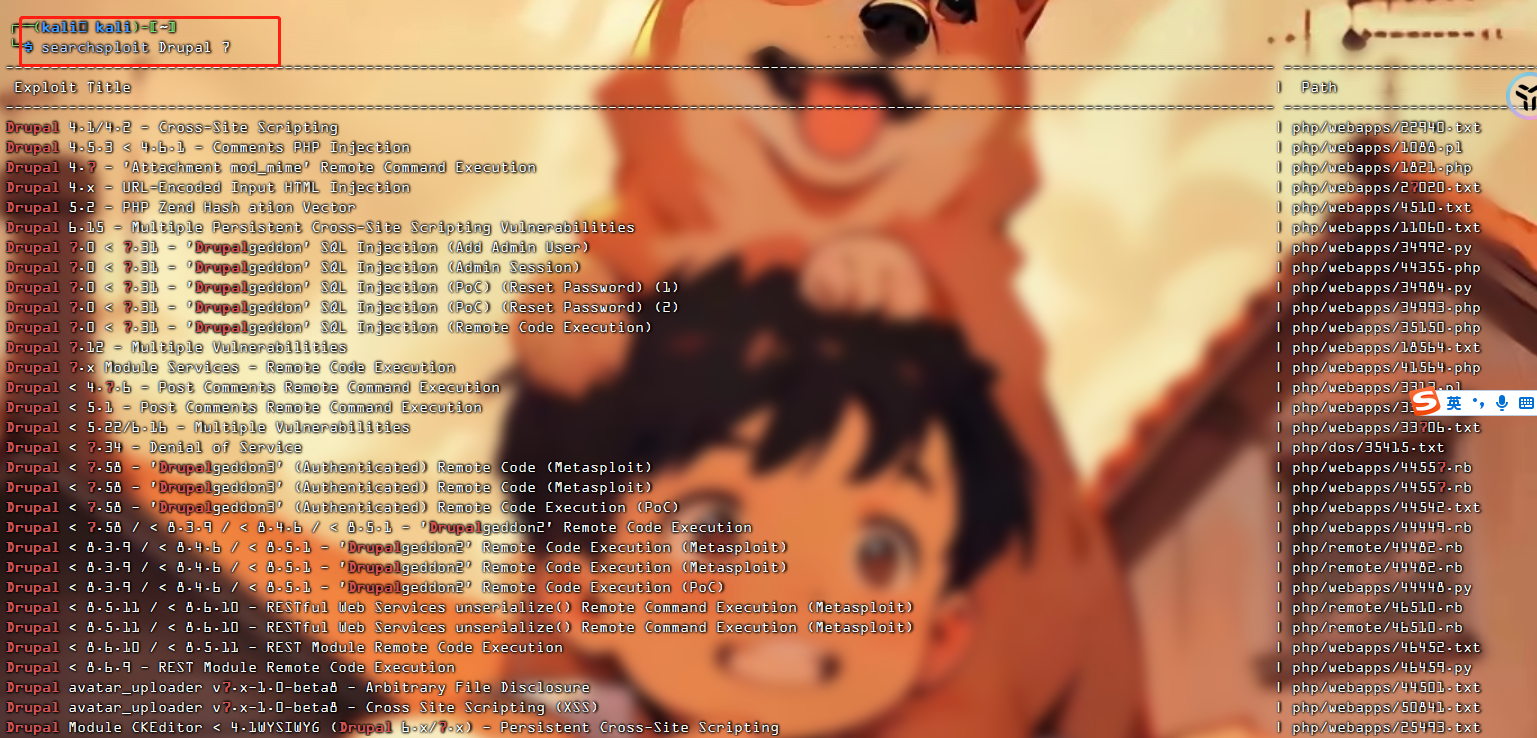 (kali kali)-[~]
$ searchsploit Drupal 7
Exploit Title | Path
Drupal 4.1/4.2 - Cross-Site Scripting | php/webapps/22940.txt
Drupal 4.5.3 < 4.6.1 - Comments PHP Injection | php/webapps/1088.pl
Drupal 4.7 - 'Attachment mod_mime' Remote Command Execution | php/webapps/1821.php
Drupal 4.x - URL-Encoded Input HTML Injection | php/webapps/27020.txt
Drupal 5.2 - PHP Zend Hash ation Vector | php/webapps/4510.txt
Drupal 6.15 - Multiple Persistent Cross-Site Scripting Vulnerabilities | php/webapps/11060.txt
Drupal 7.0 < 7.31 - 'Drupalgeddon' SQL Injection (Add Admin User) | php/webapps/34992.py
Drupal 7.0 < 7.31 - 'Drupalgeddon' SQL Injection (Admin Session) | php/webapps/44355.php
Drupal 7.0 < 7.31 - 'Drupalgeddon' SQL Injection (PoC) (Reset Password) (1) | php/webapps/34984.py
Drupal 7.0 < 7.31 - 'Drupalgeddon' SQL Injection (PoC) (Reset Password) (2) | php/webapps/34993.php
Drupal 7.0 < 7.31 - 'Drupalgeddon' SQL Injection (Remote Code Execution) | php/webapps/35150.php
Drupal 7.12 - Multiple Vulnerabilities | php/webapps/18564.txt
Drupal 7.x Module Services - Remote Code Execution | php/webapps/41564.php
Drupal < 4.7.6 - Post Comments Remote Command Execution |
Drupal < 5.1 - Post Comments Remote Command Execution |
Drupal < 5.22/6.16 - Multiple Vulnerabilities | php/webapps/33706.txt
Drupal < 7.34 - Denial of Service | php/dos/35415.txt
Drupal < 7.58 - 'Drupalgeddon3' (Authenticated) Remote Code (Metasploit) | php/webapps/44557.rb
Drupal < 7.58 - 'Drupalgeddon3' (Authenticated) Remote Code (Metasploit) | php/webapps/44557.rb
Drupal < 7.58 - 'Drupalgeddon3' (Authenticated) Remote Code Execution (PoC) | php/webapps/44542.txt
Drupal < 7.58 / < 8.3.9 / < 8.4.6 / < 8.5.1 - 'Drupalgeddon2' Remote Code Execution | php/webapps/44449.rb
Drupal < 8.3.9 / < 8.4.6 / < 8.5.1 - 'Drupalgeddon2' Remote Code Execution (Metasploit) | php/remote/44482.rb
Drupal < 8.3.9 / < 8.4.6 / < 8.5.1 - 'Drupalgeddon2' Remote Code Execution (Metasploit) | php/remote/44482.rb
Drupal < 8.3.9 / < 8.4.6 / < 8.5.1 - 'Drupalgeddon2' Remote Code Execution (PoC) | php/webapps/44448.py
Drupal < 8.5.11 / < 8.6.10 - RESTful Web Services unserialize() Remote Command Execution (Metasploit) | php/remote/46510.rb
Drupal < 8.5.11 / < 8.6.10 - RESTful Web Services unserialize() Remote Command Execution (Metasploit) | php/remote/46510.rb
Drupal < 8.6.10 / < 8.5.11 - REST Module Remote Code Execution | php/webapps/46452.txt
Drupal < 8.6.9 - REST Module Remote Code Execution | php/webapps/46459.py
Drupal avatar_uploader v7.x-1.0-beta8 - Arbitrary File Disclosure | php/webapps/44501.txt
Drupal avatar_uploader v7.x-1.0-beta8 - Cross Site Scripting (XSS) | php/webapps/50841.txt
Drupal Module CKEditor < 4.1WYSIWYG (Drupal 6.x/7.x) - Persistent Cross-Site Scripting | php/webapps/25493.txt
S 英